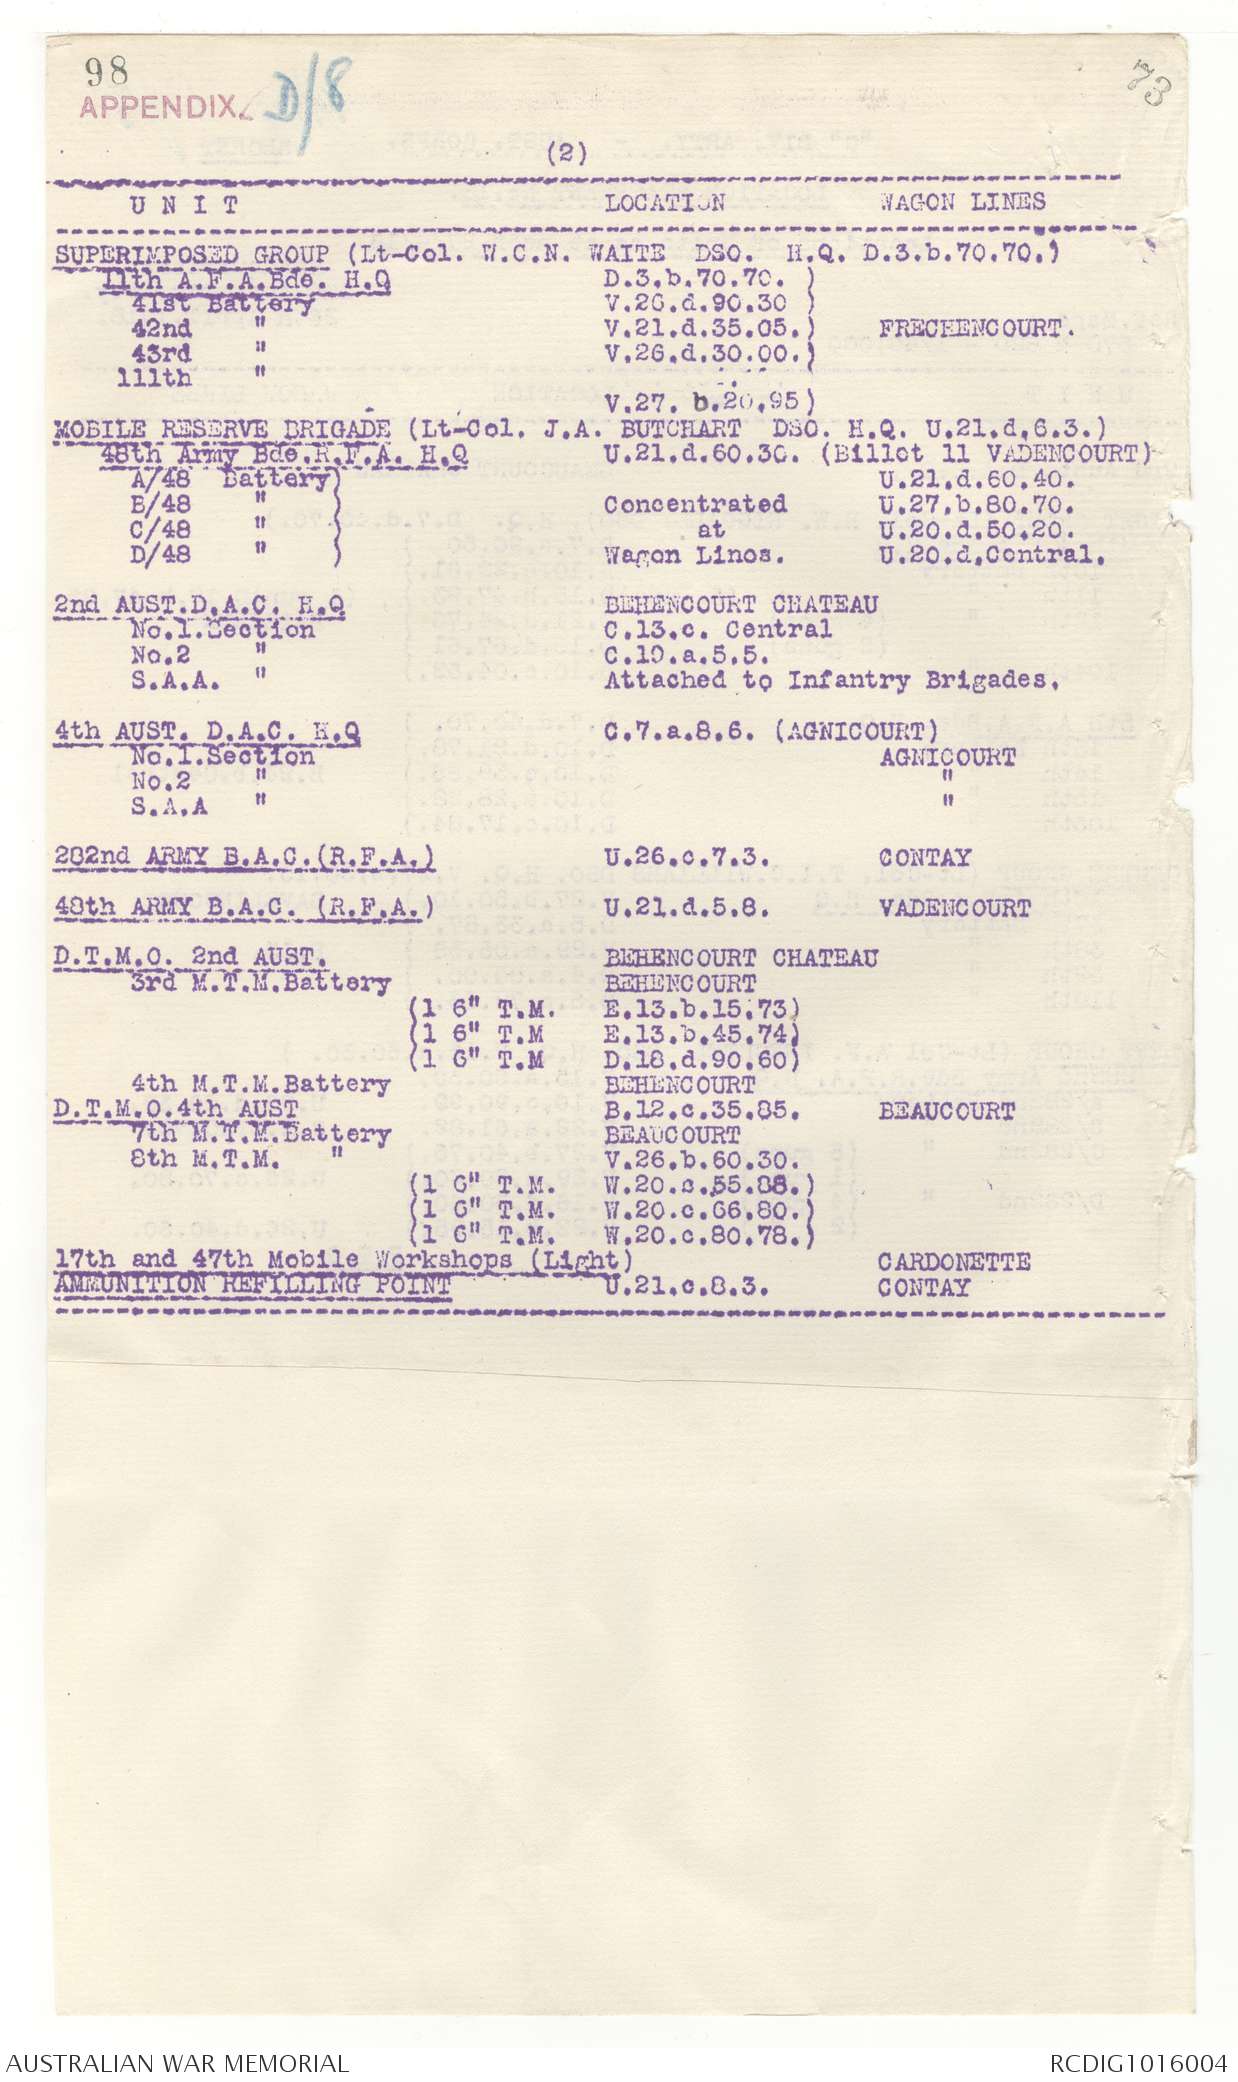 98
73
APPENDIX D/8
(2)
U N I T LOCATION WAGON LINES
SUPERIMPOSED GROUP (Lt-Col. W.C.N. WAITE DSO. H.Q. D.3.b.70.70.)
11th A.F.A.Bde. H.Q D.3.b.70.70. )
41st Battery V.26.d.90.30 )
42nd " V.21.d.35.05.) FRECHENCOURT.
43rd " V.26.d.30.00.)
111th "
V.27. b.20.95)
MOBILE RESERVE BRIGADE (Lt-Col. J.A. BUTCHART DSO. H.Q. U.21.d.6.3.)
48th Army Bde.R.F.A. H.Q U.21.d.60.30. (Billet 11 VADENCOURT)
A/48 Battery) U.21.d.60.40.
B/48 " ) Concentrated U.27.b.80.70.
C/48 " ) at U.20.d.50.20.
D/48 " ) Wagon Lines. U.20.d.Central.
2nd AUST.D.A.C. H.Q BEHENCOURT CHATEAU
No.1.Section C.13.c. Central
No.2 " C.19.a.5.5.
S.A.A. " Attached to Infantry Brigades.
4th AUST. D.A.C. H.Q C.7.a.8.6. (AGNICOURT)
No.1.Section AGNICOURT
No.2 " "
S.A.A " "
282nd ARMY B.A.C.(R.F.A.) U.26.c.7.3. CONTAY
48th ARMY B.A.C. (R.F.A.) U.21.d.5.8. VADENCOURT
D.T.M.O. 2nd AUST. BEHENCOURT CHATEAU
3rd M.T.M.Battery BEHENCOURT
(1 6" T.M. E.13.b.15.73)
(1 6" T.M E.13.b.45.74)
(1 6" T.M D.18.d.90.60)
4th M.T.M.Battery BEHENCOURT
D.T.M.O.4th AUST B.12.c.35.85. BEAUCOURT
7th M.T.M.Battery BEAUCOURT
8th M.T.M. " V.26.b.60.30.
(1 6" T.M. W.20.c.55.88.)
(1 6" T.M. W.20.c.66.80.)
(1 6" T.M. W.20.c.80.78.)
17th and 47th Mobile Workshops (Light) CARDONETTE
AMMUNITION REFILLING POINT U.21.c.8.3. CONTAY
AUSTRALIAN WAR MEMORIAL RCDIG1016004